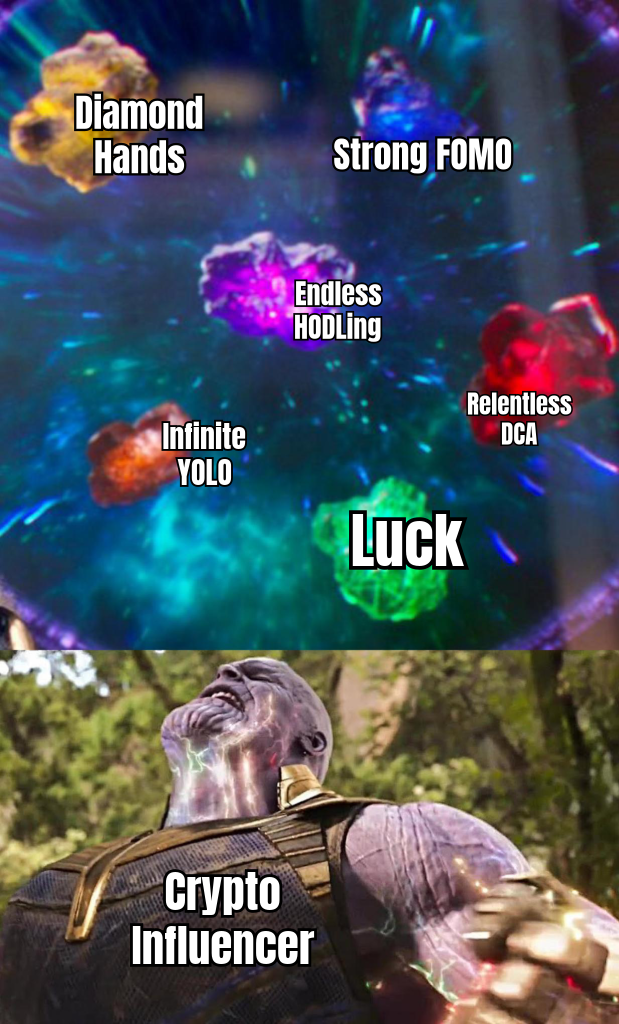 Diamond
Hands
Strong FOMO
Endless
HODLing
Relentless
DCA
Infinite
YOLO
Luck
Crypto
Influencer